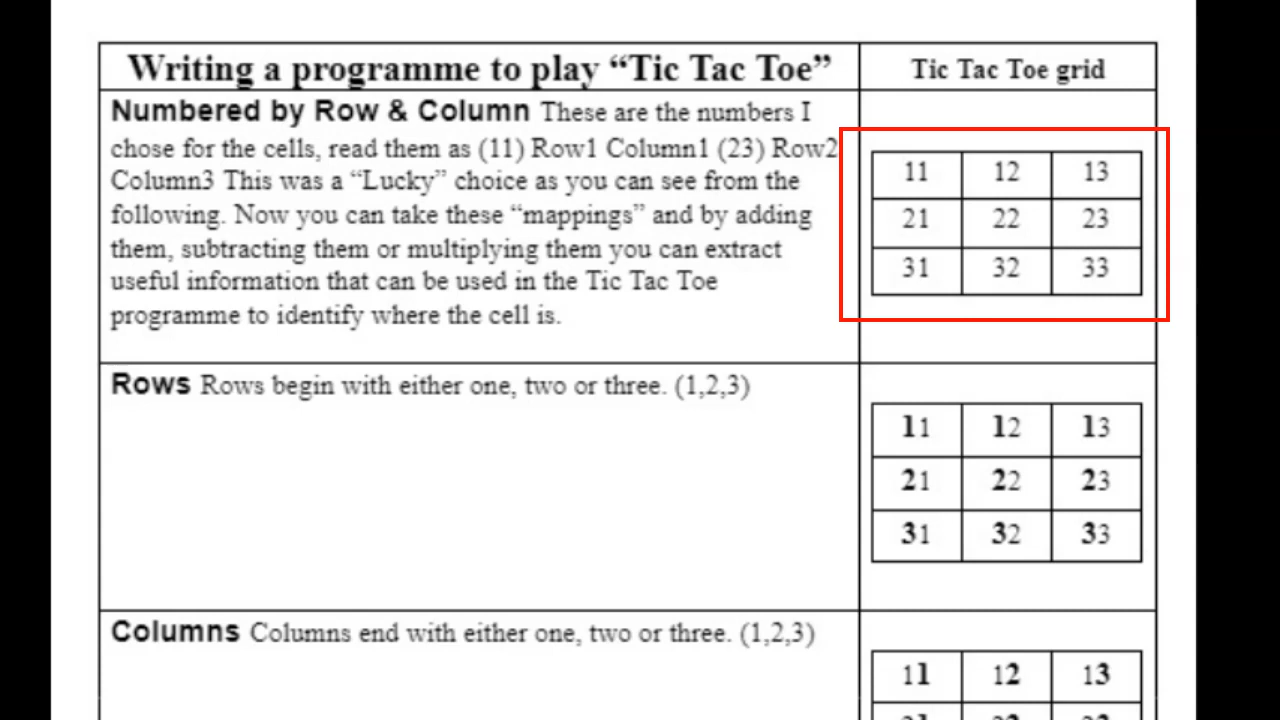 Writing a programme to play “Tic Tac Toe”
Tic Tac Toe grid
Numbered by Row & Column These are the numbers I
chose for the cells, read them as (11) Row1 Column1 (23) Row2
Column3 This was a “Lucky” choice as you can see from the
following. Now you can take these “mappings” and by adding
them, subtracting them or multiplying them you can extract
useful information that can be used in the Tic Tac Toe
programme to identify where the cell is.
11 12 13
21 22 23
31 32 33
Rows Rows begin with either one, two or three. (1,2,3)
11 12 13
21 22 23
31 32 33
Columns Columns end with either one, two or three. (1,2,3)
11 12 13